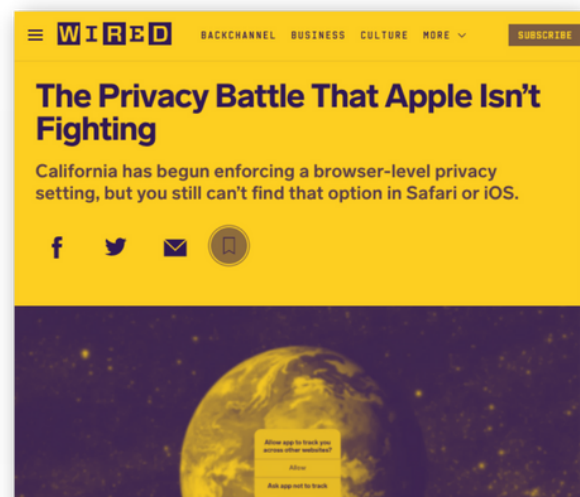 WIRED BACKCHANNEL BUSINESS CULTURE MORE SUBSCRIBE
The Privacy Battle That Apple Isn't
Fighting
California has begun enforcing a browser-level privacy
setting, but you still can't find that option in Safari or iOS.
Allow app to track you
across other websites?
Allow
Ask app not to track